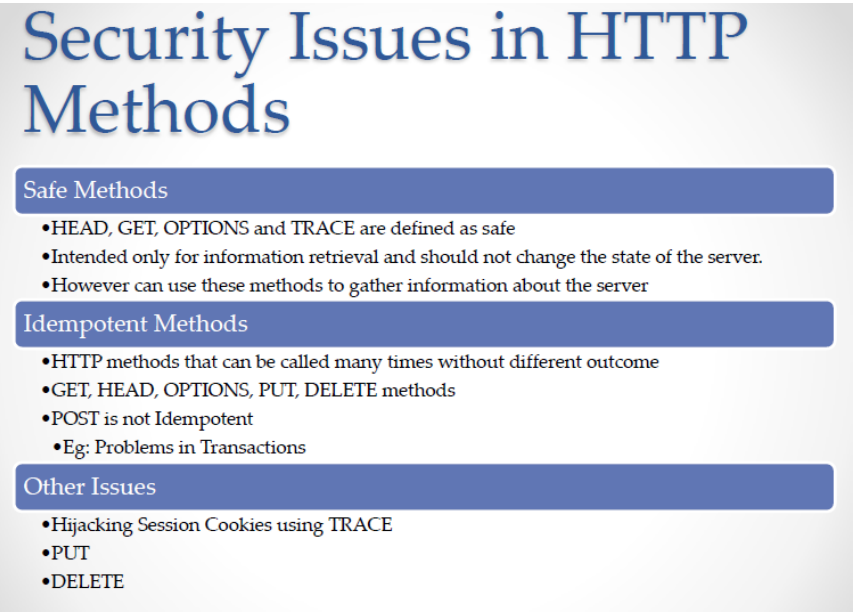 Security Issues in HTTP
Methods
Safe Methods
•HEAD, GET, OPTIONS and TRACE are defined as safe
•Intended only for information retrieval and should not change the state of the server.
•However can use these methods to gather information about the server
Idempotent Methods
•HTTP methods that can be called many times without different outcome
•GET, HEAD, OPTIONS, PUT, DELETE methods
•POST is not Idempotent
•Eg: Problems in Transactions
Other Issues
•Hijacking Session Cookies using TRACE
•PUT
•DELETE